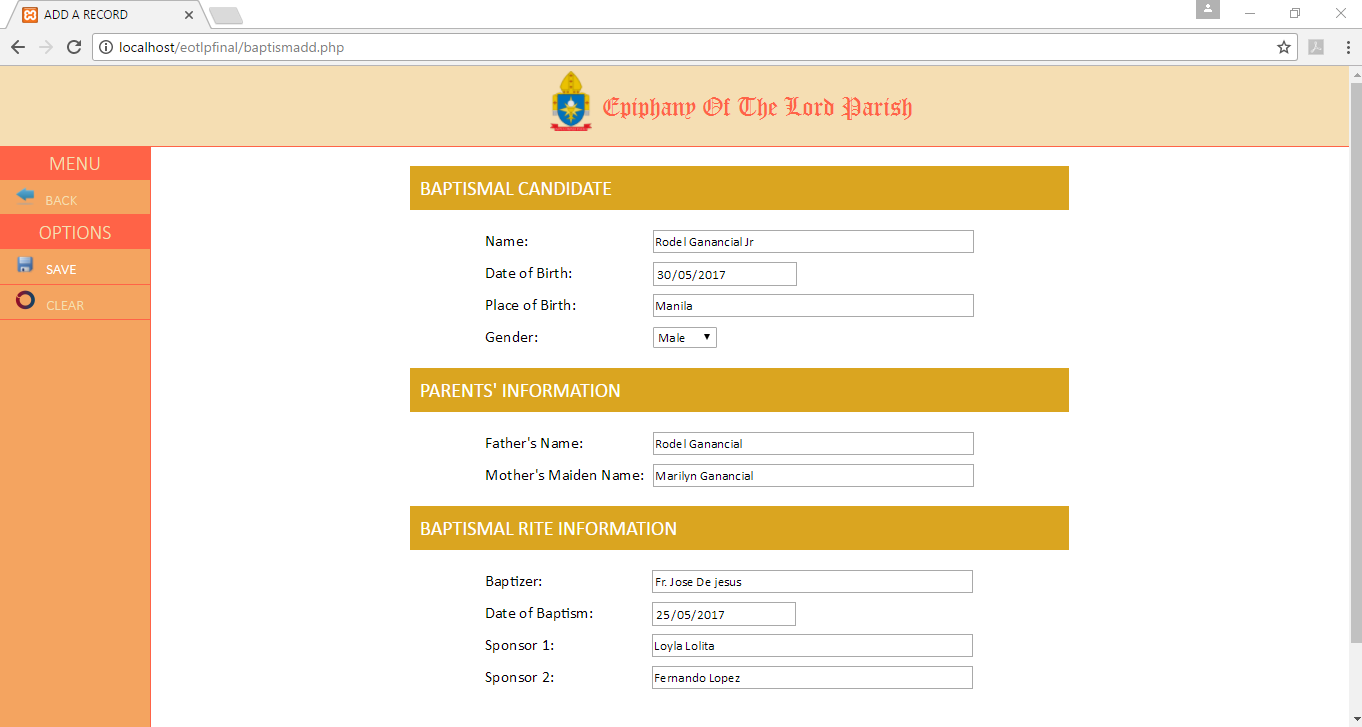 ADD A RECORD
localhost/eotlpfinal/baptismadd.php
Epiphany Of The Lord Parish
MENU
BACK
OPTIONS
SAVE
CLEAR
BAPTISMAL CANDIDATE
Name: Rodel Ganancial Jr
Date of Birth: 30/05/2017
Place of Birth: Manila
Gender: Male
PARENTS' INFORMATION
Father's Name: Rodel Ganancial
Mother's Maiden Name: Marilyn Ganancial
BAPTISMAL RITE INFORMATION
Baptizer: Fr. Jose De jesus
Date of Baptism: 25/05/2017
Sponsor 1: Loyla Lolita
Sponsor 2: Fernando Lopez